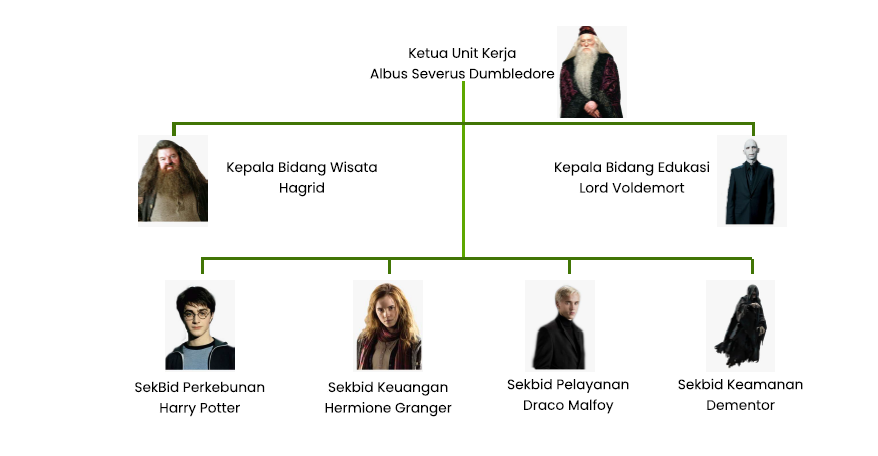 Ketua Unit Kerja
Albus Severus Dumbledore
Kepala Bidang Wisata
Hagrid
Kepala Bidang Edukasi
Lord Voldemort
SekBid Perkebunan
Harry Potter
Sekbid Keuangan
Hermione Granger
Sekbid Pelayanan
Draco Malfoy
Sekbid Keamanan
Dementor